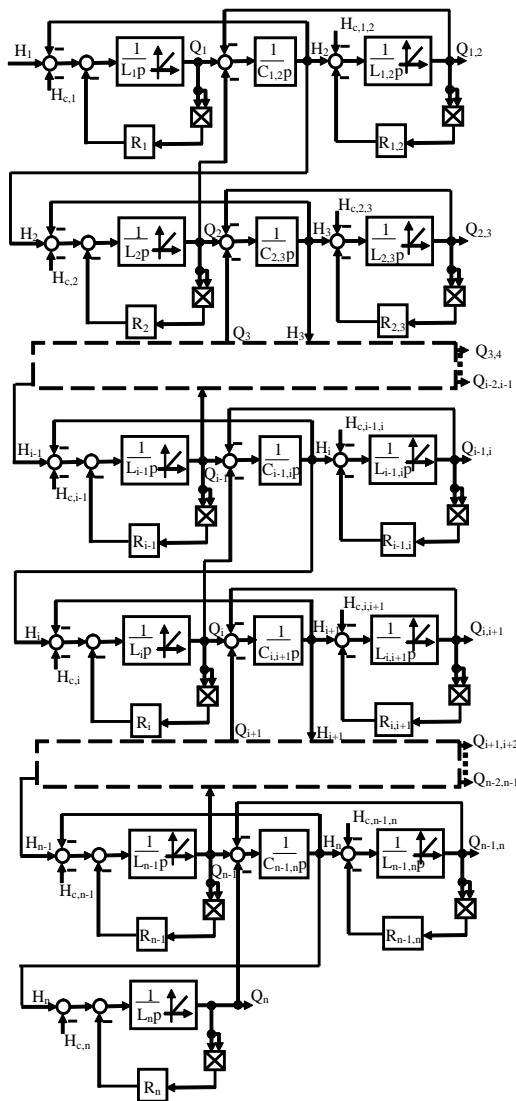 H1 Q1 H2 Q1,2
1 1 1
L1p C1,2p L1,2p
Hc,1 Hc,1,2
R1 R1,2
H2 Q2 H3 Q2,3
1 1 1
L2p C2,3p L2,3p
Hc,2 Hc,2,3
R2 R2,3
Q3 H3
Q3,4
Qi-2,i-1
Hi-1 Qi-1 Hi Qi-1,i
1 1 1
Li-1p Ci-1,ip Li-1,ip
Hc,i-1 Hc,i-1,i
Ri-1 Ri-1,i
Hi Qi Hi+1 Qi,i+1
1 1 1
Lip Ci,i+1p Li,i+1p
Hc,i Hc,i,i+1
Ri Ri,i+1
Qi+1 Hi+1
Qi+1,i+2
Qn-2,n-1
Hn-1 Qn-1 Hn Qn-1,n
1 1 1
Ln-1p Cn-1,np Ln-1,np
Hc,n-1 Hc,n-1,n
Rn-1 Rn-1,n
Hn Qn
1
Lnp
Hc,n
Rn